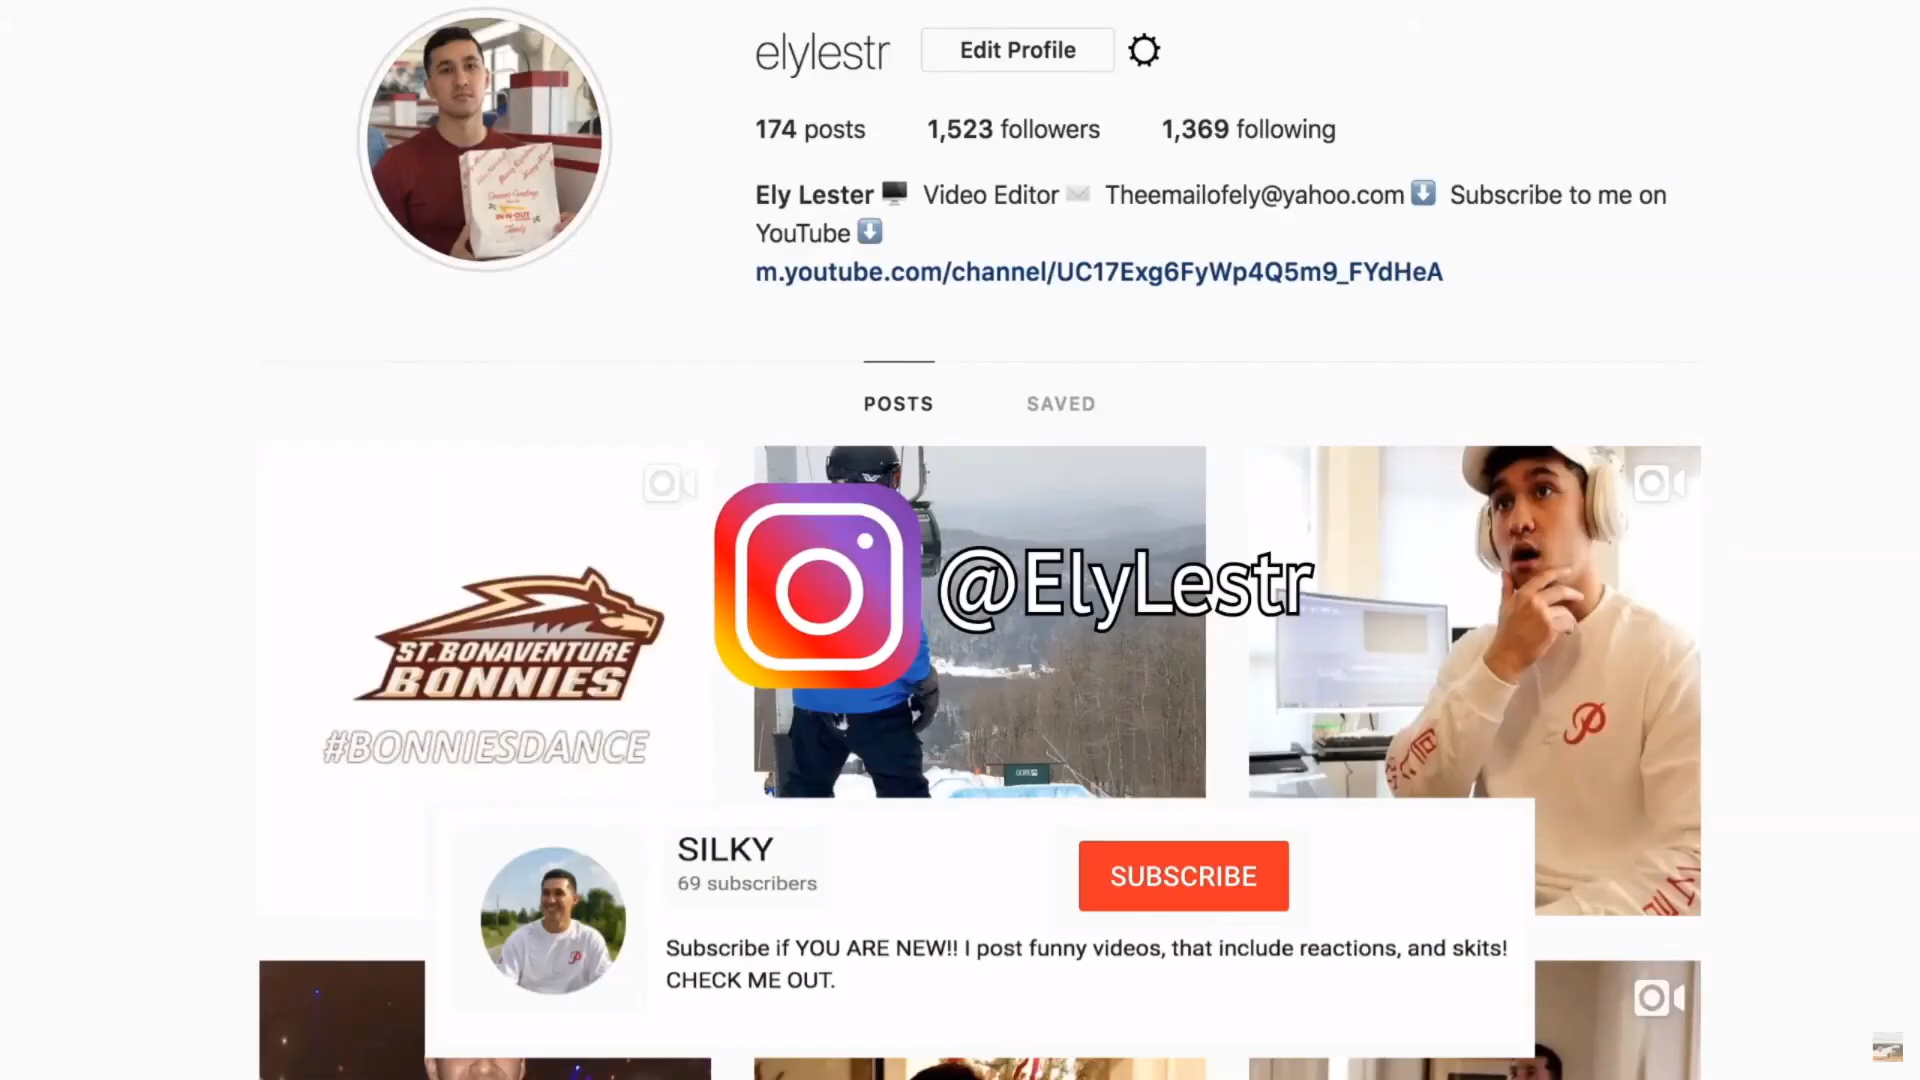 elylestr Edit Profile
174 posts 1,523 followers 1,369 following
Ely Lester Video Editor Theemailofely@yahoo.com Subscribe to me on
YouTube
m.youtube.com/channel/UC17Exg6FyWp4Q5m9_FYdHeA
POSTS SAVED
IN-N-OUT
@ElyLestr
ST. BONAVENTURE
BONNIES
#BONNIESDANCE
P
SILKY
69 subscribers
SUBSCRIBE
Subscribe if YOU ARE NEW!! I post funny videos, that include reactions, and skits!
CHECK ME OUT.